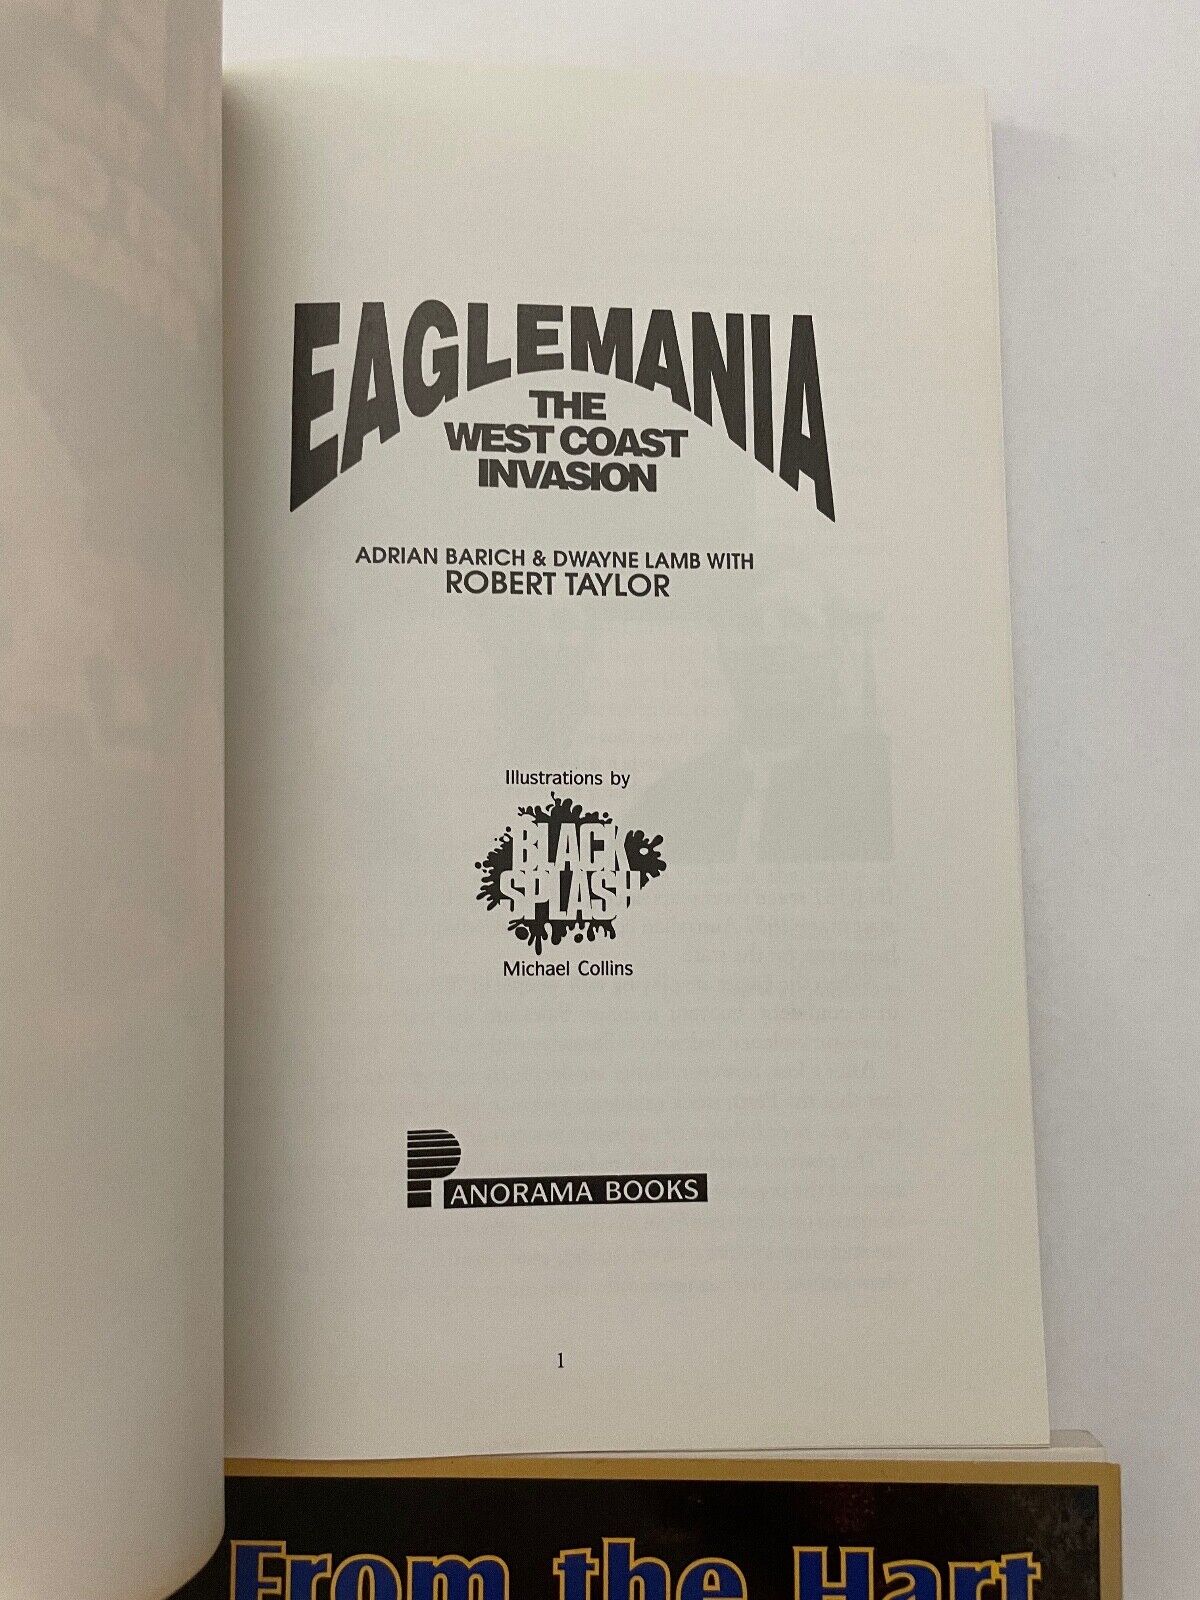 EAGLEMANIA
THE
WEST COAST
INVASION
ADRIAN BARICH & DWAYNE LAMB WITH
ROBERT TAYLOR
Illustrations by
BLACK
SPLASH
Michael Collins
PANORAMA BOOKS
1
From the Hart